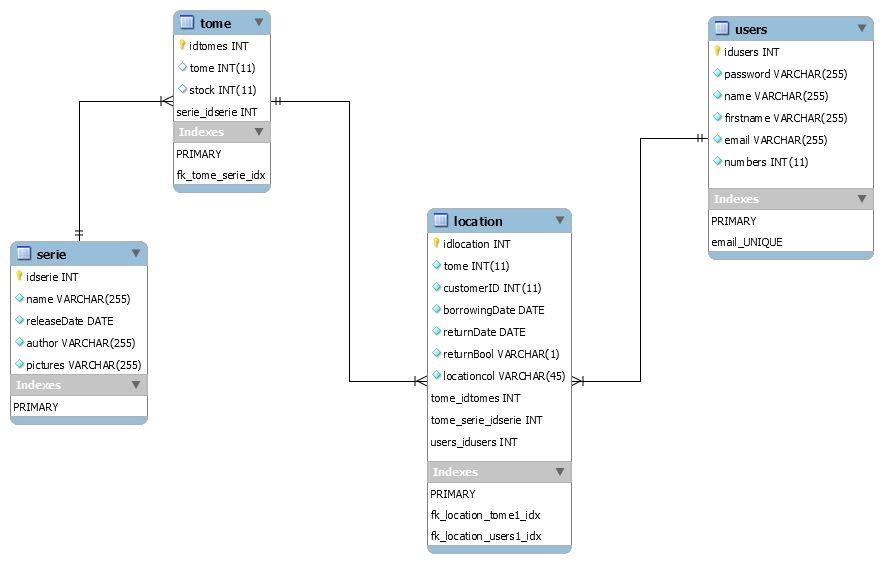 tome
idtomes INT
tome INT(11)
stock INT(11)
serie_idserie INT
Indexes
PRIMARY
fk_tome_serie_idx
users
idusers INT
password VARCHAR(255)
name VARCHAR(255)
firstname VARCHAR(255)
email VARCHAR(255)
numbers INT(11)
Indexes
PRIMARY
email_UNIQUE
serie
idserie INT
name VARCHAR(255)
releaseDate DATE
author VARCHAR(255)
pictures VARCHAR(255)
Indexes
PRIMARY
location
idlocation INT
tome INT(11)
customerID INT(11)
borrowingDate DATE
returnDate DATE
returnBool VARCHAR(1)
locationcol VARCHAR(45)
tome_idtomes INT
tome_serie_idserie INT
users_idusers INT
Indexes
PRIMARY
fk_location_tome1_idx
fk_location_users1_idx